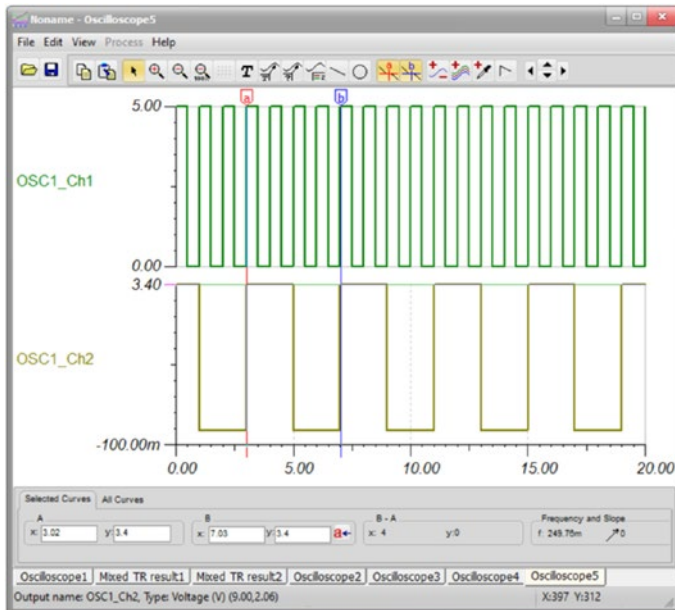 Noname - Oscilloscope5
File Edit View Process Help
T
a b
5.00
OSC1_Ch1
0.00
3.40
OSC1_Ch2
-100.00m
0.00 5.00 10.00 15.00 20.00
Selected Curves All Curves
A B B - A Frequency and Slope
x: 3.02 y: 3.4 x: 7.03 y: 3.4 a x: 4 y:0 f: 249.76m 0
Oscilloscope1 Mixed TR result1 Mixed TR result2 Oscilloscope2 Oscilloscope3 Oscilloscope4 Oscilloscope5
Output name: OSC1_Ch2, Type: Voltage (V) (9.00,2.06) X:397 Y:312